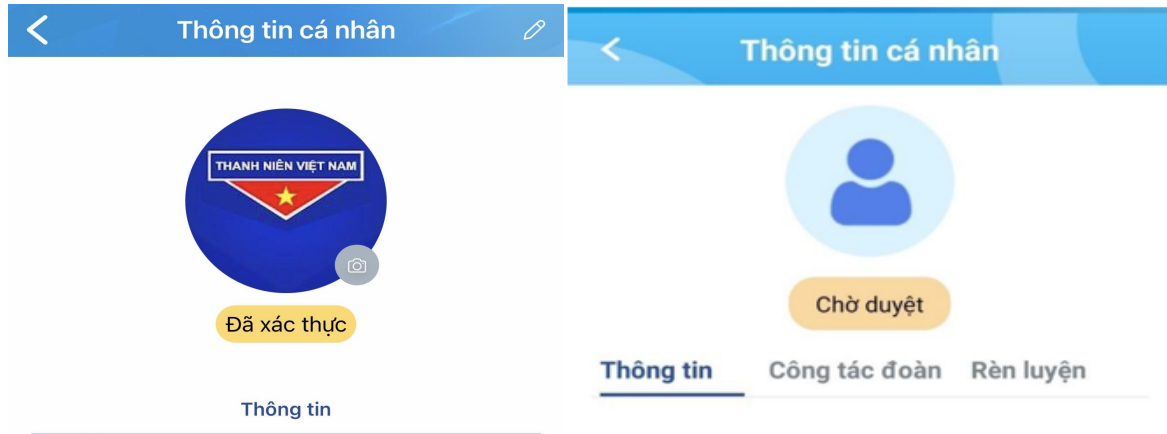 Thông tin cá nhân
THANH NIÊN VIỆT NAM
Đã xác thực
Thông tin
Thông tin cá nhân
Chờ duyệt
Thông tin Công tác đoàn Rèn luyện